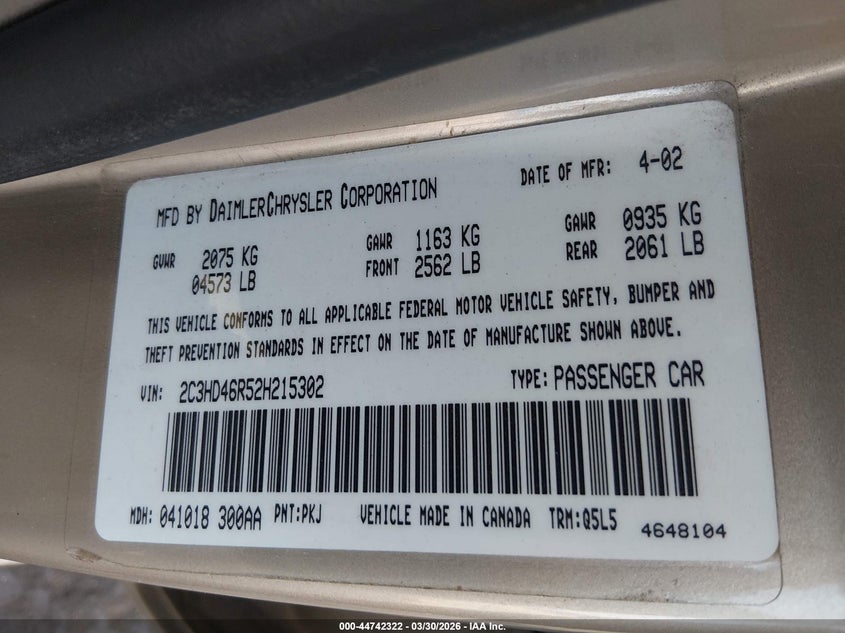 MFD BY DAIMLERCHRYSLER CORPORATION DATE OF MFR: 4-02
GVWR 2075 KG GAWR 1163 KG GAWR 0935 KG
04573 LB FRONT 2562 LB REAR 2061 LB
THIS VEHICLE CONFORMS TO ALL APPLICABLE FEDERAL MOTOR VEHICLE SAFETY, BUMPER AND
THEFT PREVENTION STANDARDS IN EFFECT ON THE DATE OF MANUFACTURE SHOWN ABOVE.
VIN: 2C3HD46R52H215302 TYPE: PASSENGER CAR
MDH: 041018 300AA PNT:PKJ VEHICLE MADE IN CANADA TRM:Q5L5 4648104
000-44742322 - 03/30/2026 - IAA Inc.